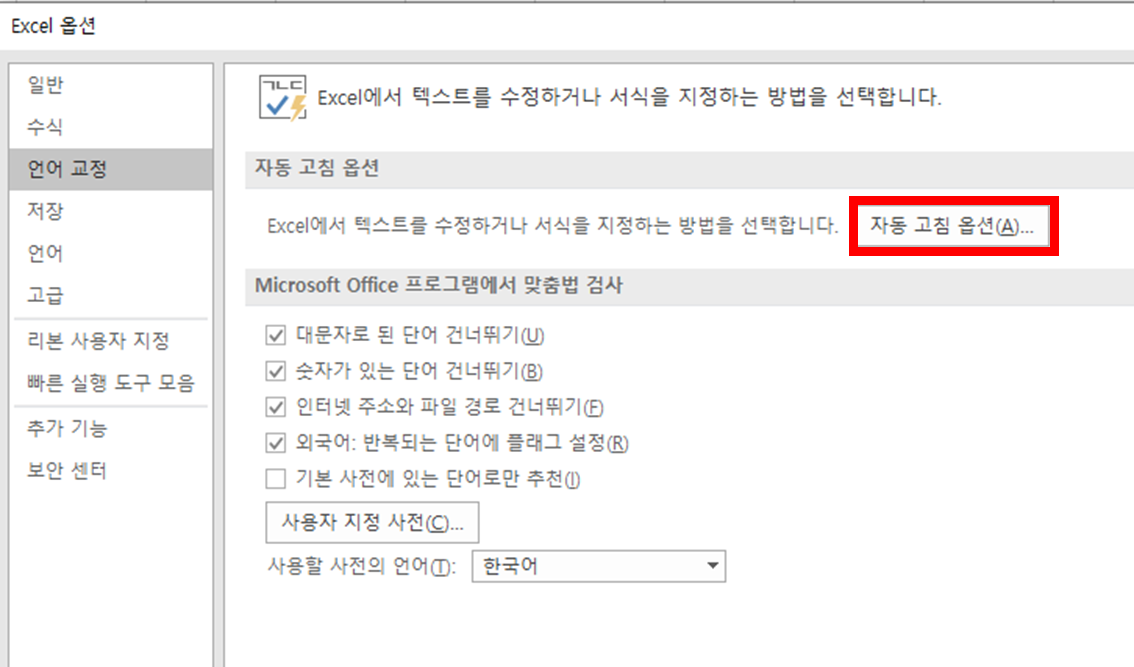 Excel 옵션
일반
수식
언어 교정
저장
언어
고급
리본 사용자 지정
빠른 실행 도구 모음
추가 기능
보안 센터
ㄱㄴㄷ
Excel에서 텍스트를 수정하거나 서식을 지정하는 방법을 선택합니다.
자동 고침 옵션
Excel에서 텍스트를 수정하거나 서식을 지정하는 방법을 선택합니다. 자동 고침 옵션(A)...
Microsoft Office 프로그램에서 맞춤법 검사
대문자로 된 단어 건너뛰기(U)
숫자가 있는 단어 건너뛰기(B)
인터넷 주소와 파일 경로 건너뛰기(F)
외국어: 반복되는 단어에 플래그 설정(R)
기본 사전에 있는 단어로만 추천(I)
사용자 지정 사전(C)...
사용할 사전의 언어(T): 한국어